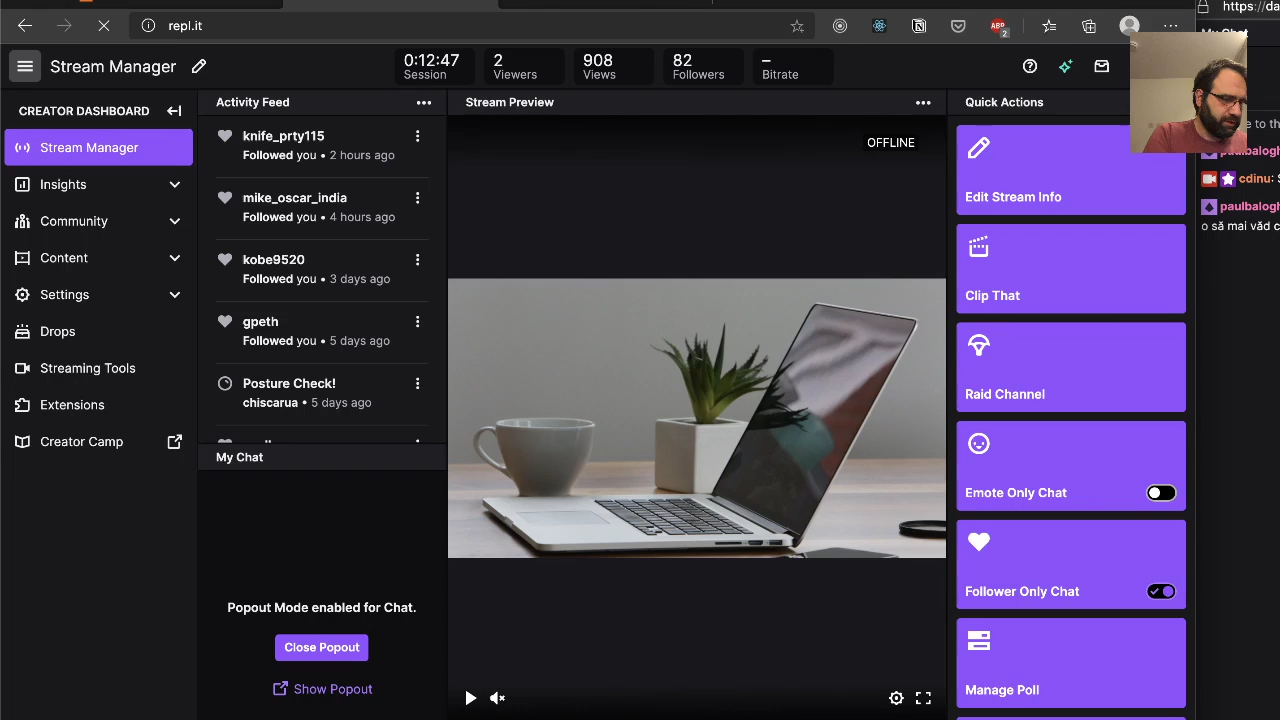 https://da
repl.it
2
My Chat
Stream Manager
0:12:47
Session
2
Viewers
908
Views
82
Followers
–
Bitrate
CREATOR DASHBOARD
Stream Manager
Insights
Community
Content
Settings
Drops
Streaming Tools
Extensions
Creator Camp
Activity Feed
knife_prty115
Followed you • 2 hours ago
mike_oscar_india
Followed you • 4 hours ago
kobe9520
Followed you • 3 days ago
gpeth
Followed you • 5 days ago
Posture Check!
chiscarua • 5 days ago
My Chat
Popout Mode enabled for Chat.
Close Popout
Show Popout
Stream Preview
OFFLINE
Quick Actions
Edit Stream Info
Clip That
Raid Channel
Emote Only Chat
Follower Only Chat
Manage Poll
e to th
paulbalogh
cdinu: S
paulbalogh
o să mai văd c